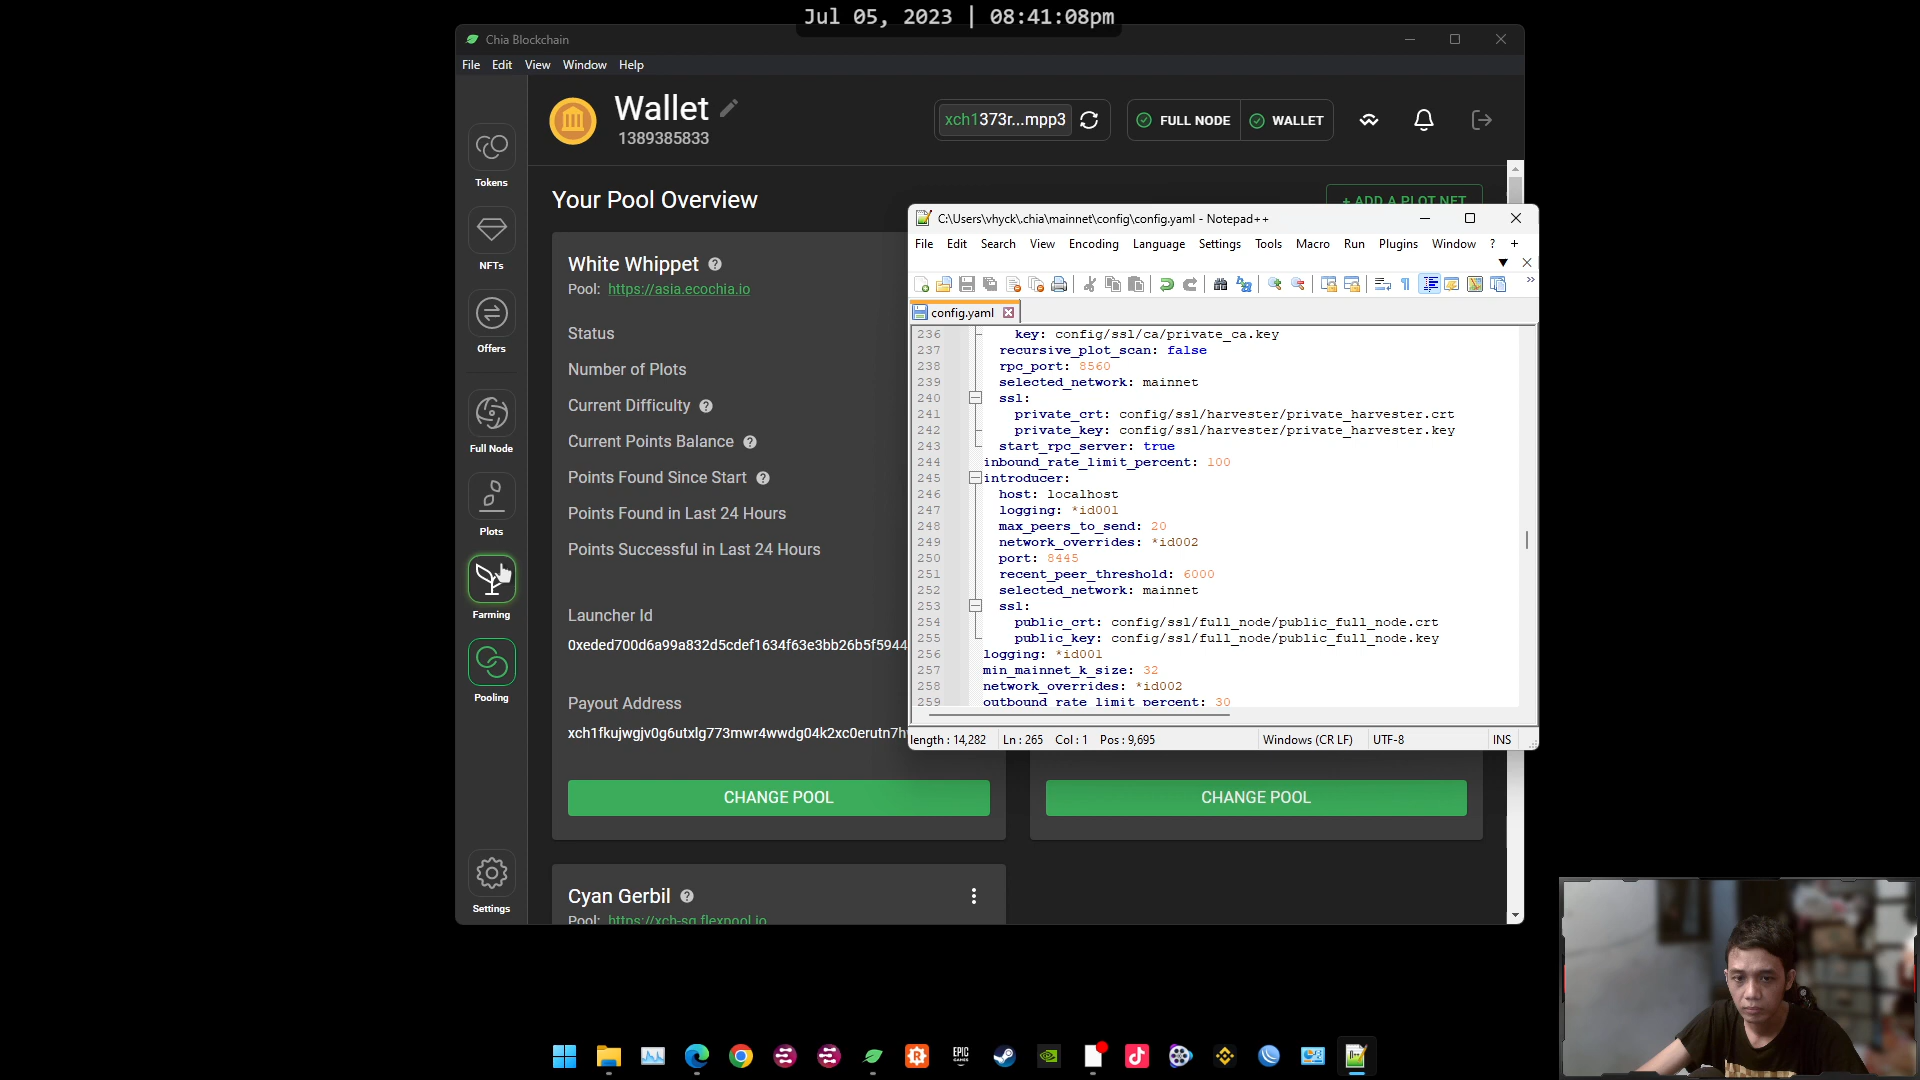 Jul 05, 2023 | 08:41:08pm
Chia Blockchain
File Edit View Window Help
Wallet
1389385833
xch1373r...mpp3
FULL NODE
WALLET
Tokens
NFTs
Offers
Full Node
Plots
Farming
Pooling
Settings
Your Pool Overview
+ ADD A PLOT NFT
White Whippet
Pool: https://asia.ecochia.io
Status
Number of Plots
Current Difficulty
Current Points Balance
Points Found Since Start
Points Found in Last 24 Hours
Points Successful in Last 24 Hours
Launcher Id
0xeded700d6a99a832d5cdef1634f63e3bb26b5f5944
Payout Address
xch1fkujwgjv0g6utxlg773mwr4wwdg04k2xc0erutn7h
CHANGE POOL
CHANGE POOL
Cyan Gerbil
Pool: https://xch-sg.flexpool.io
C:\Users\vhyck\.chia\mainnet\config\config.yaml - Notepad++
File Edit Search View Encoding Language Settings Tools Macro Run Plugins Window ? +
config.yaml
236 key: config/ssl/ca/private_ca.key
237 recursive_plot_scan: false
238 rpc_port: 8560
239 selected_network: mainnet
240 ssl:
241 private_crt: config/ssl/harvester/private_harvester.crt
242 private_key: config/ssl/harvester/private_harvester.key
243 start_rpc_server: true
244 inbound_rate_limit_percent: 100
245 introducer:
246 host: localhost
247 logging: *id001
248 max_peers_to_send: 20
249 network_overrides: *id002
250 port: 8445
251 recent_peer_threshold: 6000
252 selected_network: mainnet
253 ssl:
254 public_crt: config/ssl/full_node/public_full_node.crt
255 public_key: config/ssl/full_node/public_full_node.key
256 logging: *id001
257 min_mainnet_k_size: 32
258 network_overrides: *id002
259 outbound_rate_limit_percent: 30
length : 14,282 Ln : 265 Col : 1 Pos : 9,695 Windows (CR LF) UTF-8 INS
EPIC
GAMES